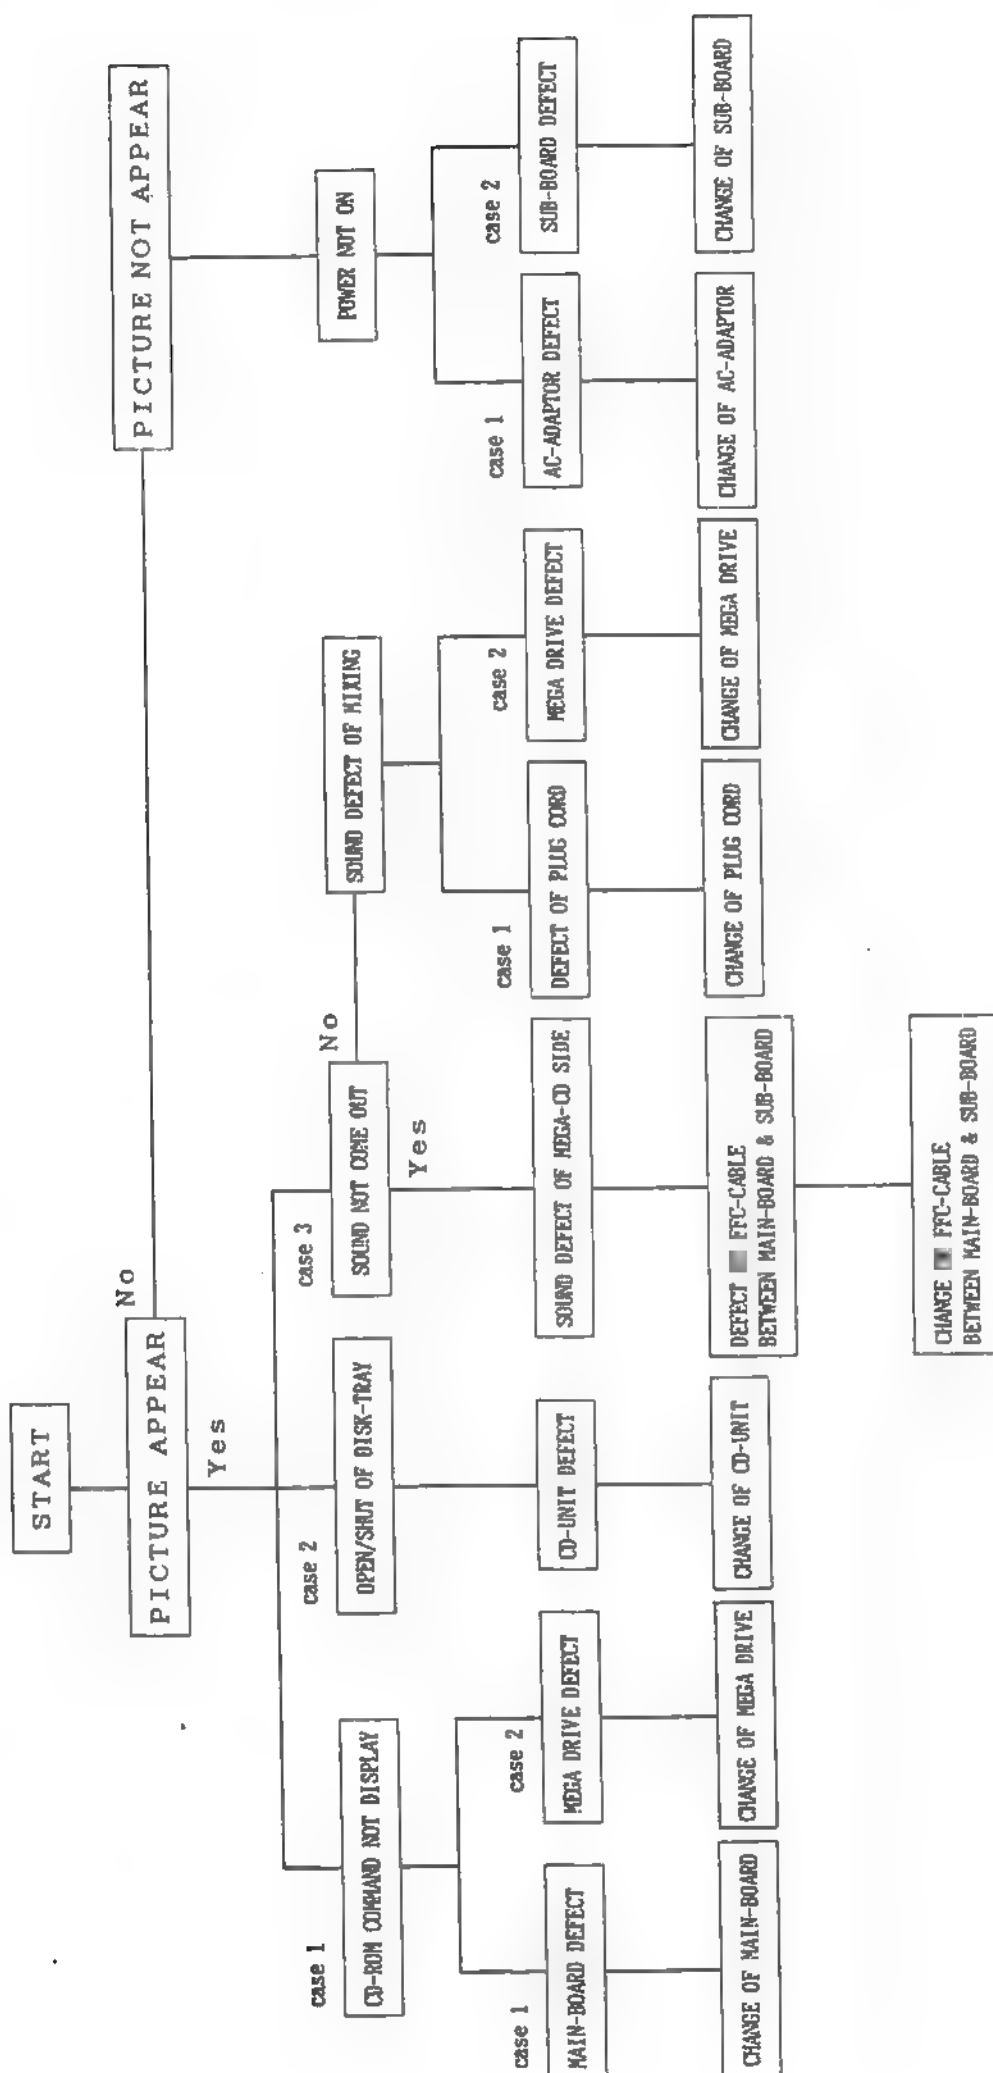 START
PICTURE APPEAR
No
PICTURE NOT APPEAR
Yes
case 1
CD-ROM COMMAND NOT DISPLAY
case 2
OPEN/SHUT OF DISK-TRAY
case 3
SOUND NOT COME OUT
No
SOUND DEFECT OF MIXING
POWER NOT ON
Yes
case 1
MAIN-BOARD DEFECT
case 2
MEGA DRIVE DEFECT
CD-UNIT DEFECT
SOUND DEFECT OF MEGA-CD SIDE
case 1
DEFECT OF PLUG CORD
case 2
MEGA DRIVE DEFECT
case 1
AC-ADAPTOR DEFECT
case 2
SUB-BOARD DEFECT
CHANGE OF MAIN-BOARD
CHANGE OF MEGA DRIVE
CHANGE OF CD-UNIT
DEFECT FFC-CABLE
BETWEEN MAIN-BOARD & SUB-BOARD
CHANGE OF PLUG CORD
CHANGE OF MEGA DRIVE
CHANGE OF AC-ADAPTOR
CHANGE OF SUB-BOARD
CHANGE FFC-CABLE
BETWEEN MAIN-BOARD & SUB-BOARD